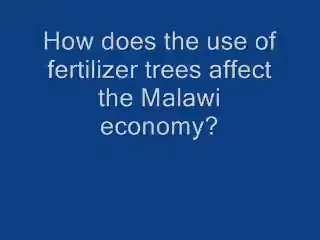 How does the use of
fertilizer trees affect
the Malawi
economy?